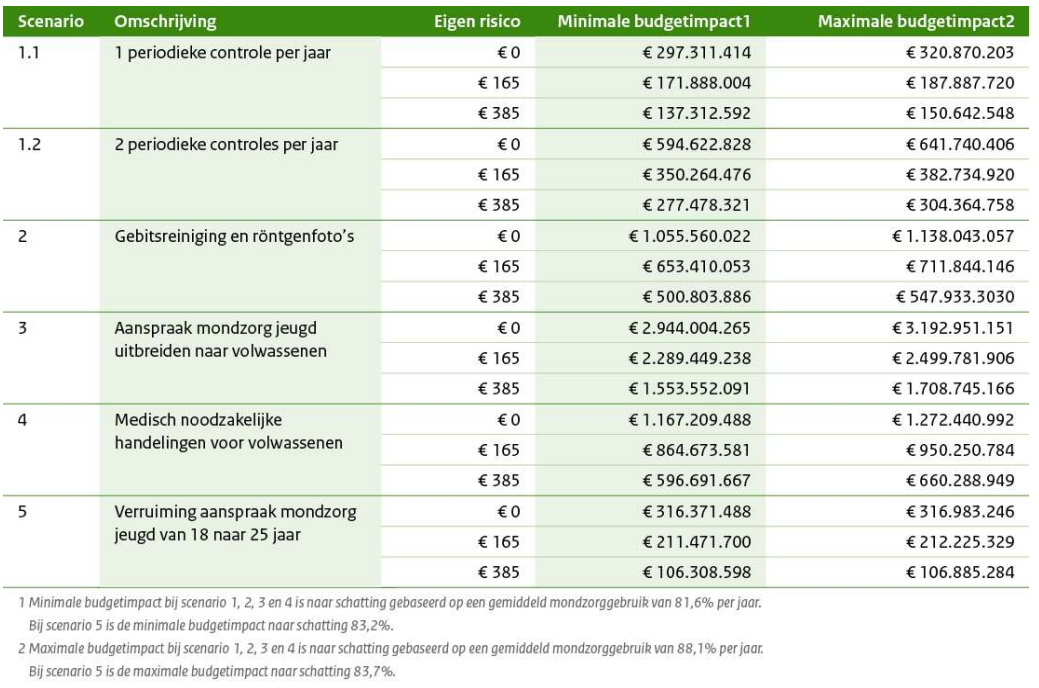 Scenario Omschrijving Eigen risico Minimale budgetimpact1 Maximale budgetimpact2
1.1 1 periodieke controle per jaar € 0 € 297.311.414 € 320.870.203
€ 165 € 171.888.004 € 187.887.720
€ 385 € 137.312.592 € 150.642.548
1.2 2 periodieke controles per jaar € 0 € 594.622.828 € 641.740.406
€ 165 € 350.264.476 € 382.734.920
€ 385 € 277.478.321 € 304.364.758
2 Gebitsreiniging en röntgenfoto's € 0 € 1.055.560.022 € 1.138.043.057
€ 165 € 653.410.053 € 711.844.146
€ 385 € 500.803.886 € 547.933.3030
3 Aanspraak mondzorg jeugd € 0 € 2.944.004.265 € 3.192.951.151
uitbreiden naar volwassenen € 165 € 2.289.449.238 € 2.499.781.906
€ 385 € 1.553.552.091 € 1.708.745.166
4 Medisch noodzakelijke € 0 € 1.167.209.488 € 1.272.440.992
handelingen voor volwassenen € 165 € 864.673.581 € 950.250.784
€ 385 € 596.691.667 € 660.288.949
5 Verruiming aanspraak mondzorg € 0 € 316.371.488 € 316.983.246
jeugd van 18 naar 25 jaar € 165 € 211.471.700 € 212.225.329
€ 385 € 106.308.598 € 106.885.284
1 Minimale budgetimpact bij scenario 1, 2, 3 en 4 is naar schatting gebaseerd op een gemiddeld mondzorggebruik van 81,6% per jaar.
Bij scenario 5 is de minimale budgetimpact naar schatting 83,2%.
2 Maximale budgetimpact bij scenario 1, 2, 3 en 4 is naar schatting gebaseerd op een gemiddeld mondzorggebruik van 88,1% per jaar.
Bij scenario 5 is de maximale budgetimpact naar schatting 83,7%.